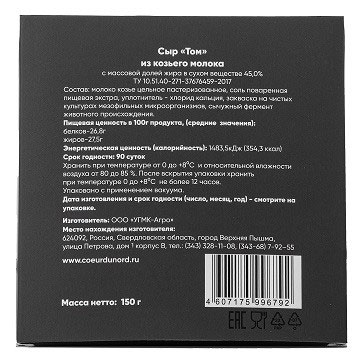 Сыр «Том»
из козьего молока
с массовой долей жира в сухом веществе 45,0%
ТУ 10.51.40-271-37676459-2017
Состав: молоко козье цельное пастеризованное, соль поваренная
пищевая экстра, уплотнитель - хлорид кальция, закваска на чистых
культурах мезофильных микроорганизмов, сычужный фермент
животного происхождения.
Пищевая ценность в 100г продукта, (средние значения):
белков-26,8г
жиров-27,5г
Энергетическая ценность (калорийность): 1483,5кДж (354,3 ккал)
Срок годности: 90 суток
Хранить при температуре от 0 до +8°С и относительной влажности
воздуха от 80 до 85 %. После вскрытия упаковки хранить
при температуре 0 до +8°С не более 12 часов.
Упаковано с применением вакуума.
Дата изготовления и срок годности (число, месяц, год) - смотрите на
упаковке.
Изготовитель: ООО «УГМК-Агро»
Место нахождения изготовителя:
624092, Россия, Свердловская область, город Верхняя Пышма,
улица Петрова, дом 1 корпус В, тел.: (343) 328-11-08, (343-68) 7-92-55
www.coeurdunord.ru
Масса нетто: 150 г
4 607175 996792
EAC